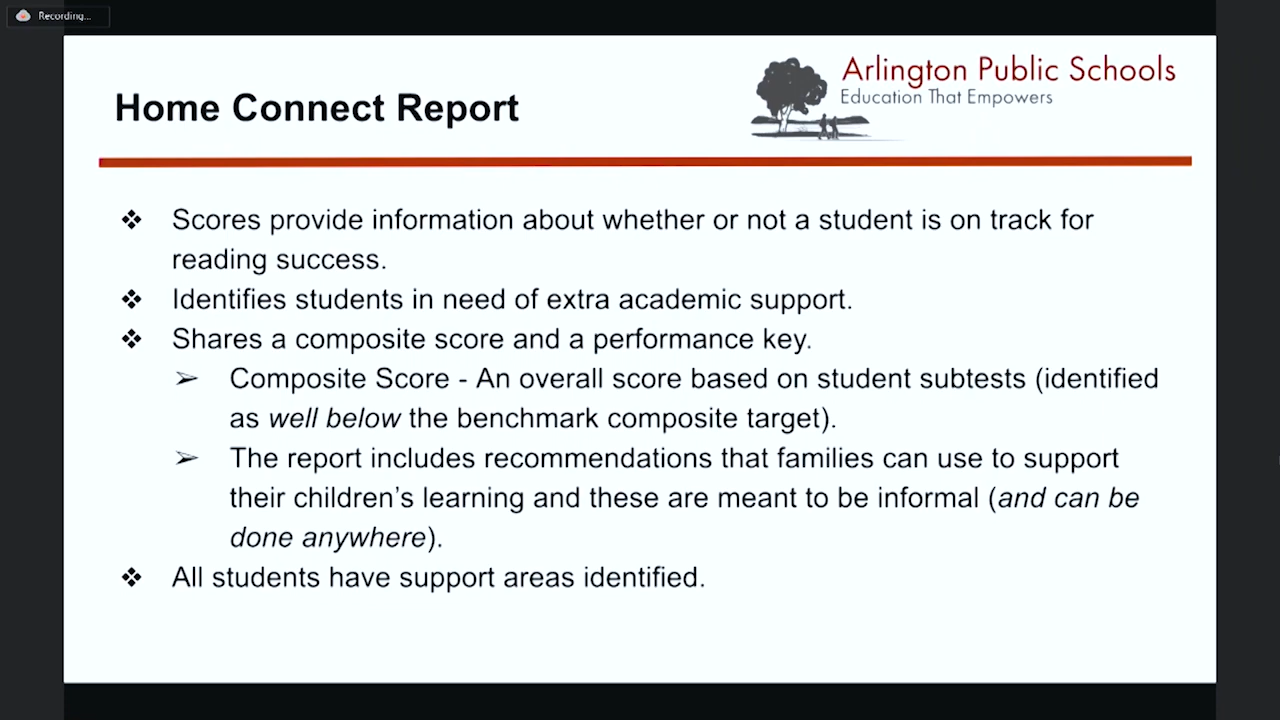 Recording...
Arlington Public Schools
Education That Empowers
Home Connect Report
❖ Scores provide information about whether or not a student is on track for
reading success.
❖ Identifies students in need of extra academic support.
❖ Shares a composite score and a performance key.
➢ Composite Score - An overall score based on student subtests (identified
as well below the benchmark composite target).
➢ The report includes recommendations that families can use to support
their children’s learning and these are meant to be informal (and can be
done anywhere).
❖ All students have support areas identified.